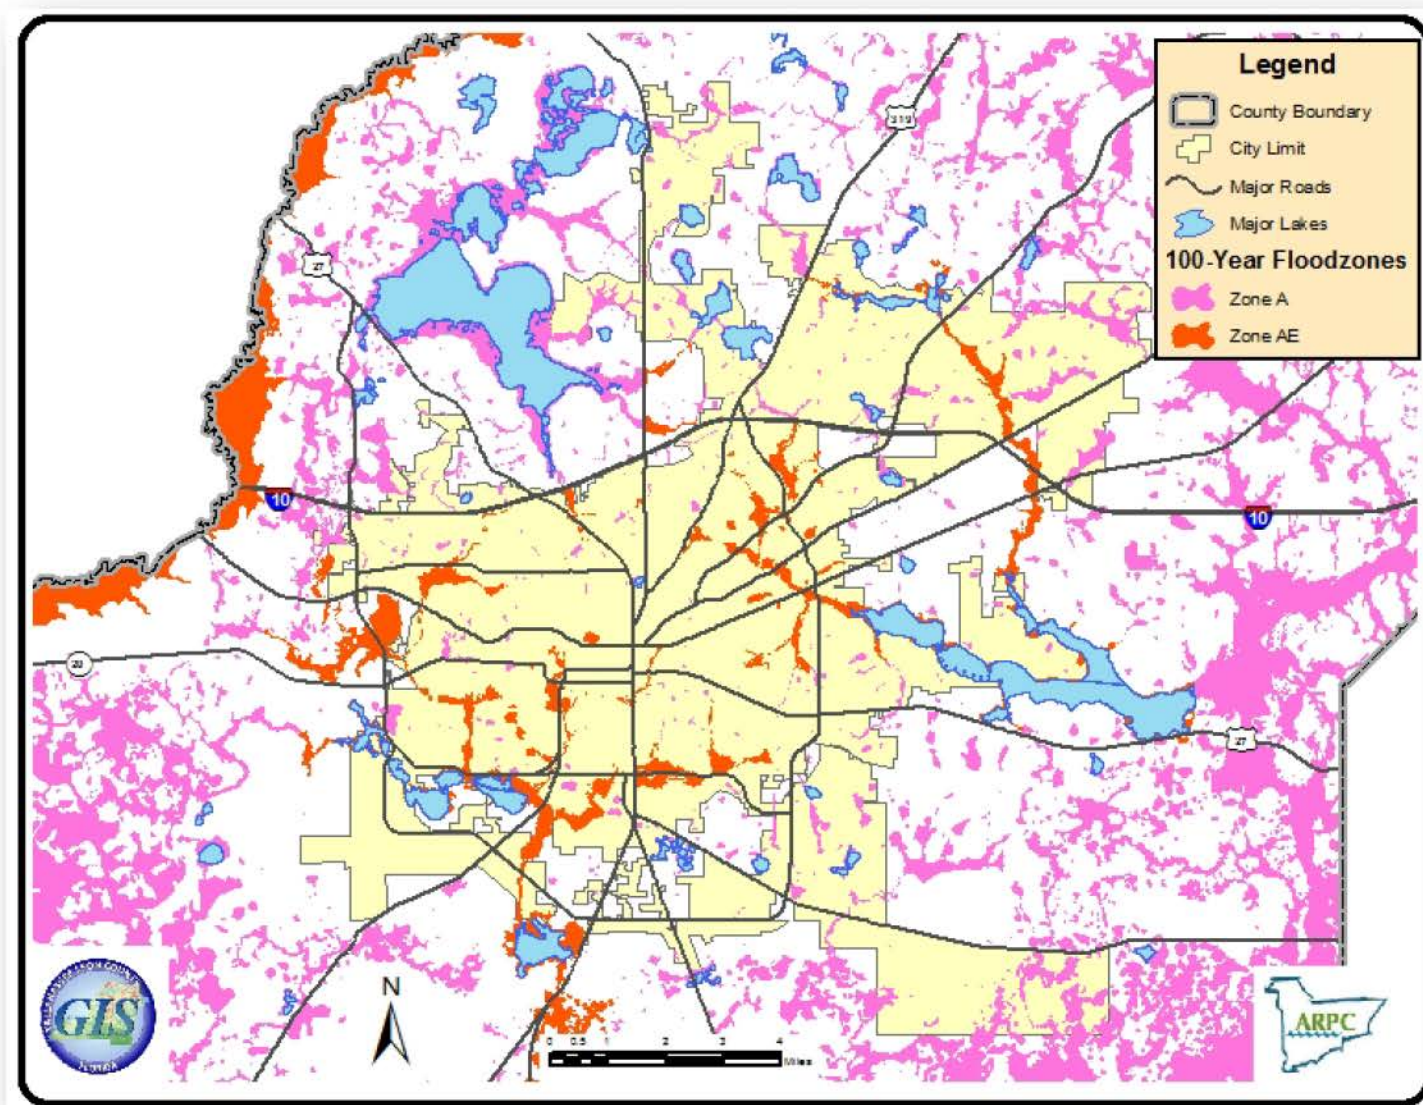 Legend
County Boundary
City Limit
Major Roads
Major Lakes
100-Year Floodzones
Zone A
Zone AE
319
27
10
10
20
27
GIS
FLORIDA
N
0 0.5 1 2 3 4
Miles
ARPC